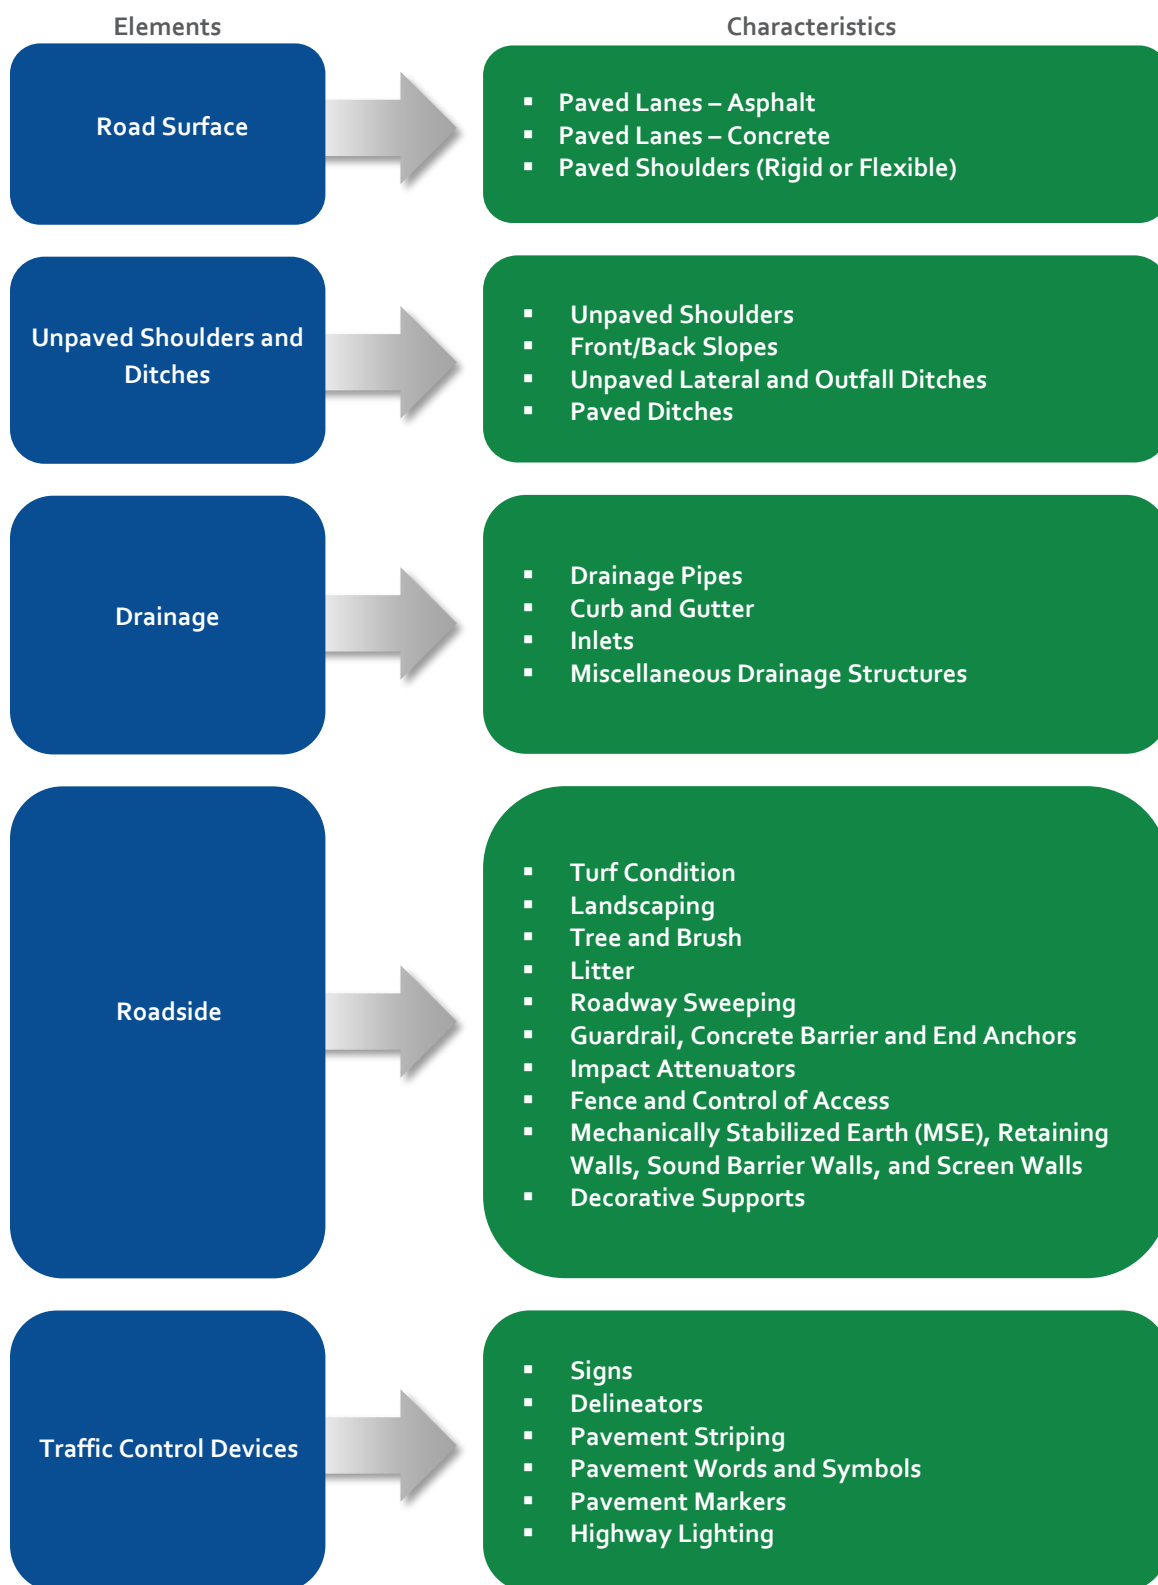 Elements
Characteristics
Road Surface
▪ Paved Lanes – Asphalt
▪ Paved Lanes – Concrete
▪ Paved Shoulders (Rigid or Flexible)
Unpaved Shoulders and
Ditches
▪ Unpaved Shoulders
▪ Front/Back Slopes
▪ Unpaved Lateral and Outfall Ditches
▪ Paved Ditches
Drainage
▪ Drainage Pipes
▪ Curb and Gutter
▪ Inlets
▪ Miscellaneous Drainage Structures
Roadside
▪ Turf Condition
▪ Landscaping
▪ Tree and Brush
▪ Litter
▪ Roadway Sweeping
▪ Guardrail, Concrete Barrier and End Anchors
▪ Impact Attenuators
▪ Fence and Control of Access
▪ Mechanically Stabilized Earth (MSE), Retaining
Walls, Sound Barrier Walls, and Screen Walls
▪ Decorative Supports
Traffic Control Devices
▪ Signs
▪ Delineators
▪ Pavement Striping
▪ Pavement Words and Symbols
▪ Pavement Markers
▪ Highway Lighting